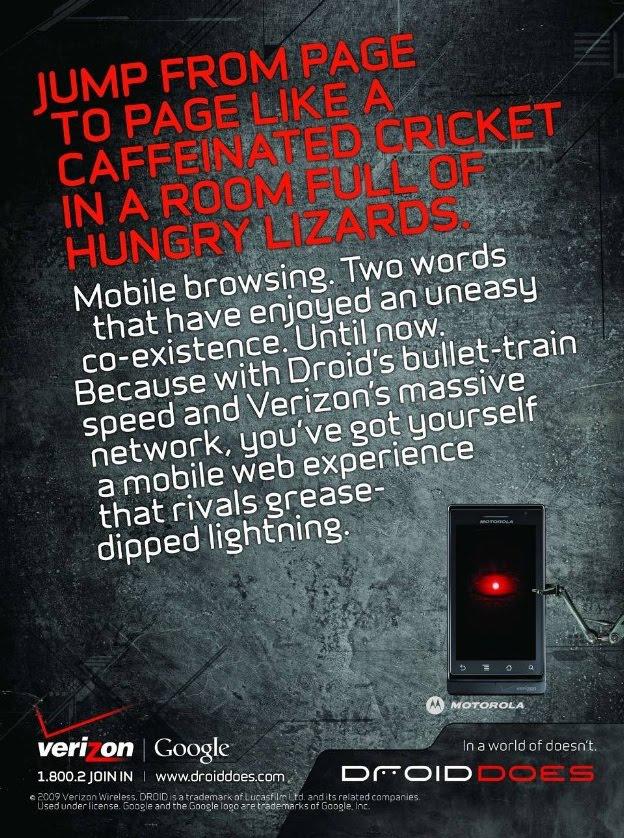 JUMP FROM PAGE
TO PAGE LIKE A
CAFFEINATED CRICKET
IN A ROOM FULL OF
HUNGRY LIZARDS.
Mobile browsing. Two words
that have enjoyed an uneasy
co-existence. Until now.
Because with Droid's bullet-train
speed and Verizon's massive
network, you've got yourself
a mobile web experience
that rivals grease-
dipped lightning.
MOTOROLA
MOTOROLA
verizon | Google
1.800.2 JOIN IN | www.droiddoes.com
In a world of doesn't.
DROID DOES
© 2009 Verizon Wireless. DROID is a trademark of Lucasfilm Ltd. and its related companies.
Used under license. Google and the Google logo are trademarks of Google, Inc.